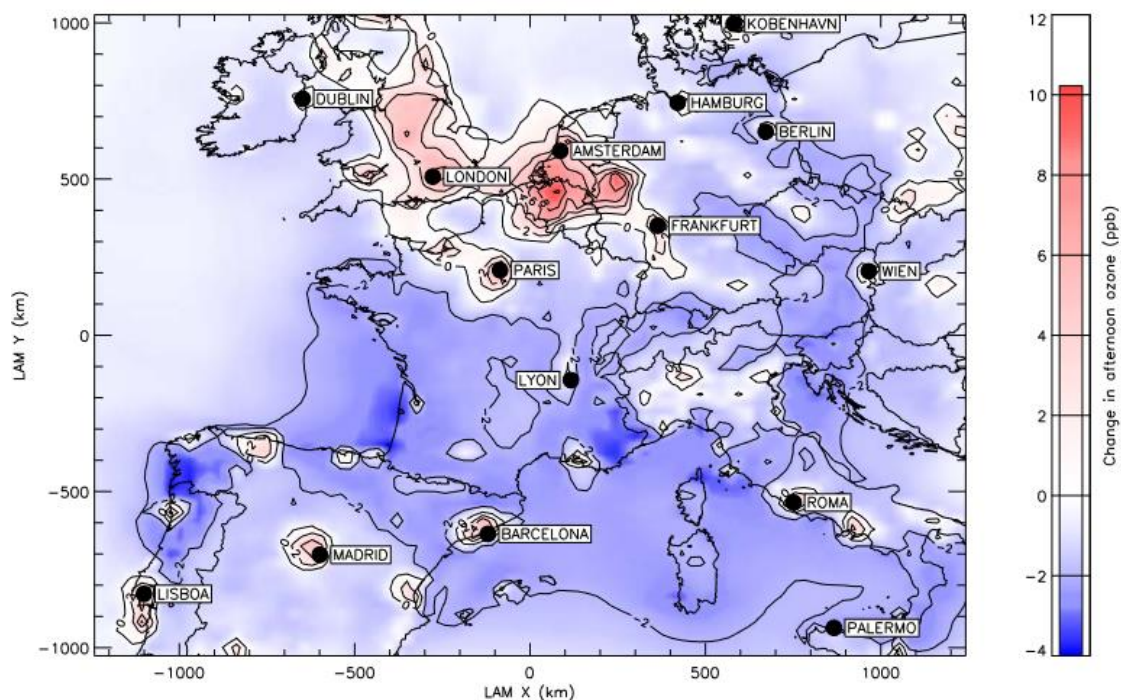 1000
500
0
-500
-1000
LAM Y (km)
-1000
-500
0
500
1000
LAM X (km)
KOBENHAVN
DUBLIN
HAMBURG
BERLIN
AMSTERDAM
LONDON
FRANKFURT
PARIS
WIEN
LYON
ROMA
BARCELONA
MADRID
LISBOA
PALERMO
12
10
8
6
4
2
0
-2
-4
Change in afternoon ozone (ppb)